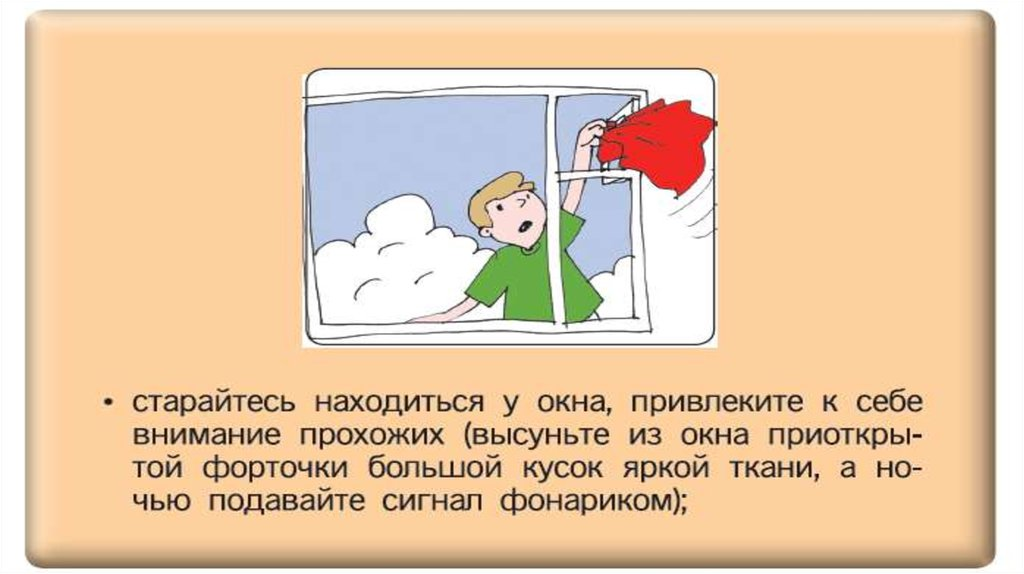 • старайтесь находиться у окна, привлеките к себе
внимание прохожих (высуньте из окна приоткры-
той форточки большой кусок яркой ткани, а но-
чью подавайте сигнал фонариком);